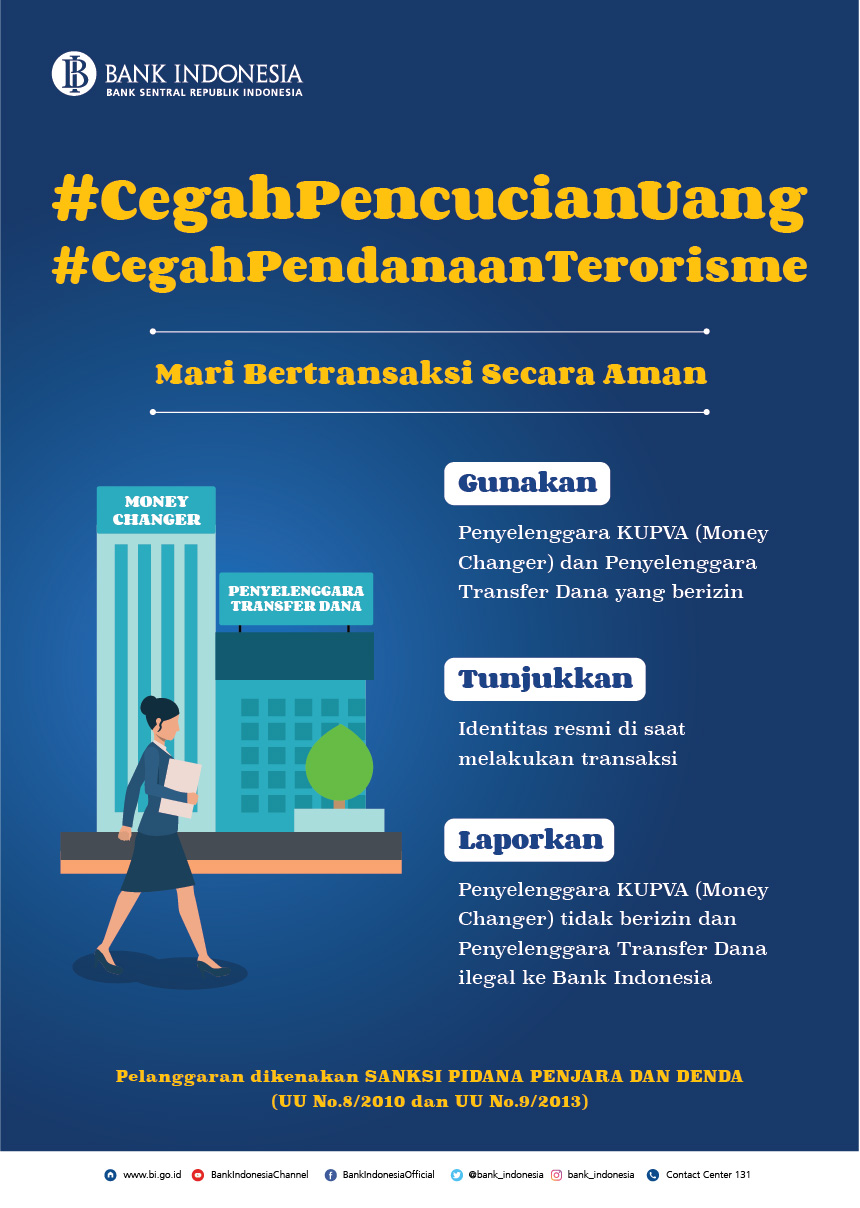 BANK INDONESIA
BANK SENTRAL REPUBLIK INDONESIA
#CegahPencucianUang
#CegahPendanaanTerorisme
Mari Bertransaksi Secara Aman
MONEY
CHANGER
PENYELENGGARA
TRANSFER DANA
Gunakan
Penyelenggara KUPVA (Money
Changer) dan Penyelenggara
Transfer Dana yang berizin
Tunjukkan
Identitas resmi di saat
melakukan transaksi
Laporkan
Penyelenggara KUPVA (Money
Changer) tidak berizin dan
Penyelenggara Transfer Dana
ilegal ke Bank Indonesia
Pelanggaran dikenakan SANKSI PIDANA PENJARA DAN DENDA
(UU No.8/2010 dan UU No.9/2013)
www.bi.go.id BankIndonesiaChannel BankIndonesiaOfficial @bank_indonesia bank_indonesia Contact Center 131